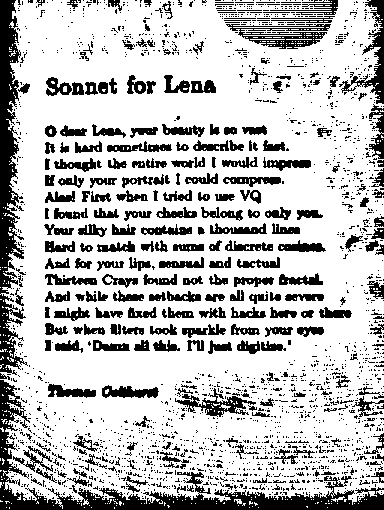 Sonnet for Lena
O dear Lena, your beauty is so vast
It is hard sometimes to describe it fast.
I thought the entire world I would impress
If only your portrait I could compress.
Alas! First when I tried to use VQ
I found that your cheeks belong to only you.
Your silky hair contains a thousand lines
Hard to match with sums of discrete cosines.
And for your lips, sensual and tactual
Thirteen Crays found not the proper fractal.
And while these setbacks are all quite severe
I might have fixed them with hacks here or there
But when filters took sparkle from your eyes
I said, 'Damn all this. I'll just digitize.'
Thomas Colthurst